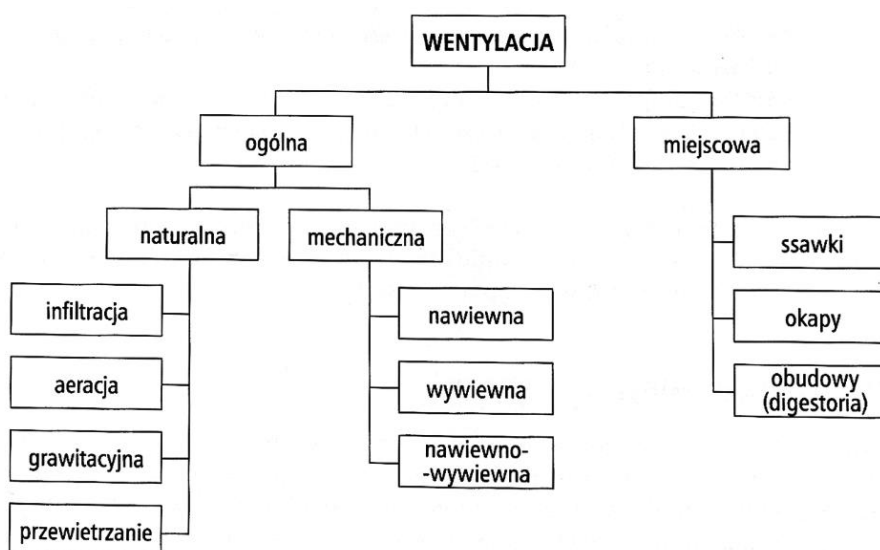 WENTYLACJA
ogólna
miejscowa
naturalna
mechaniczna
infiltracja
aeracja
grawitacyjna
przewietrzanie
nawiewna
wywiewna
nawiewno-
-wywiewna
ssawki
okapy
obudowy
(digestoria)